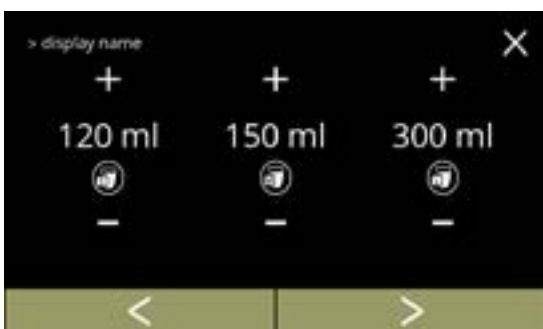 > display name
+ + +
120 ml 150 ml 300 ml
- - -
< >